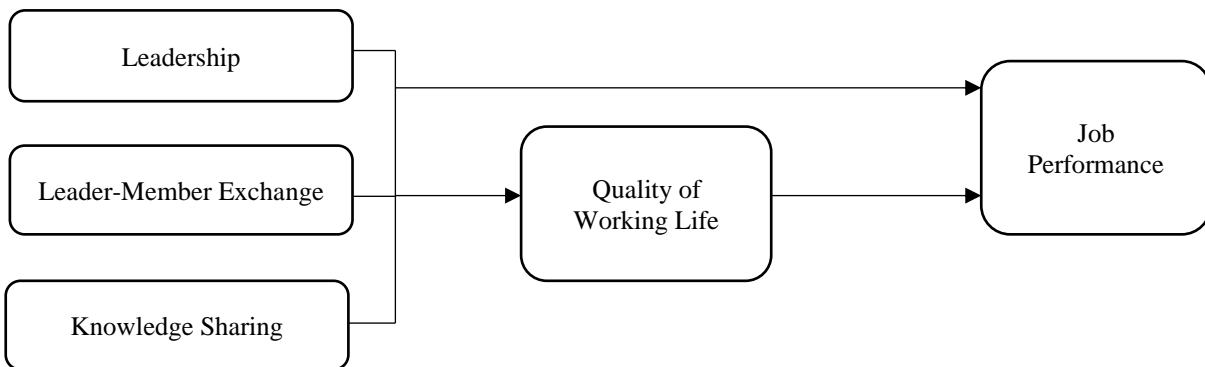 Leadership
Leader-Member Exchange
Knowledge Sharing
Quality of
Working Life
Job
Performance